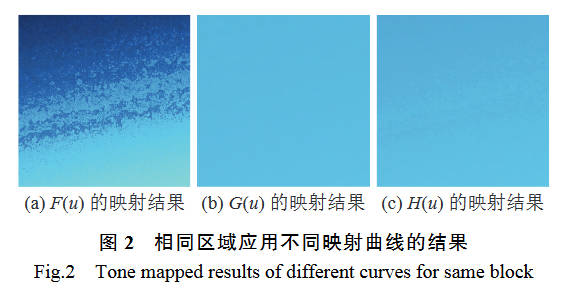 (a) F(u) 的映射结果 (b) G(u) 的映射结果 (c) H(u) 的映射结果
图 2 相同区域应用不同映射曲线的结果
Fig.2 Tone mapped results of different curves for same block